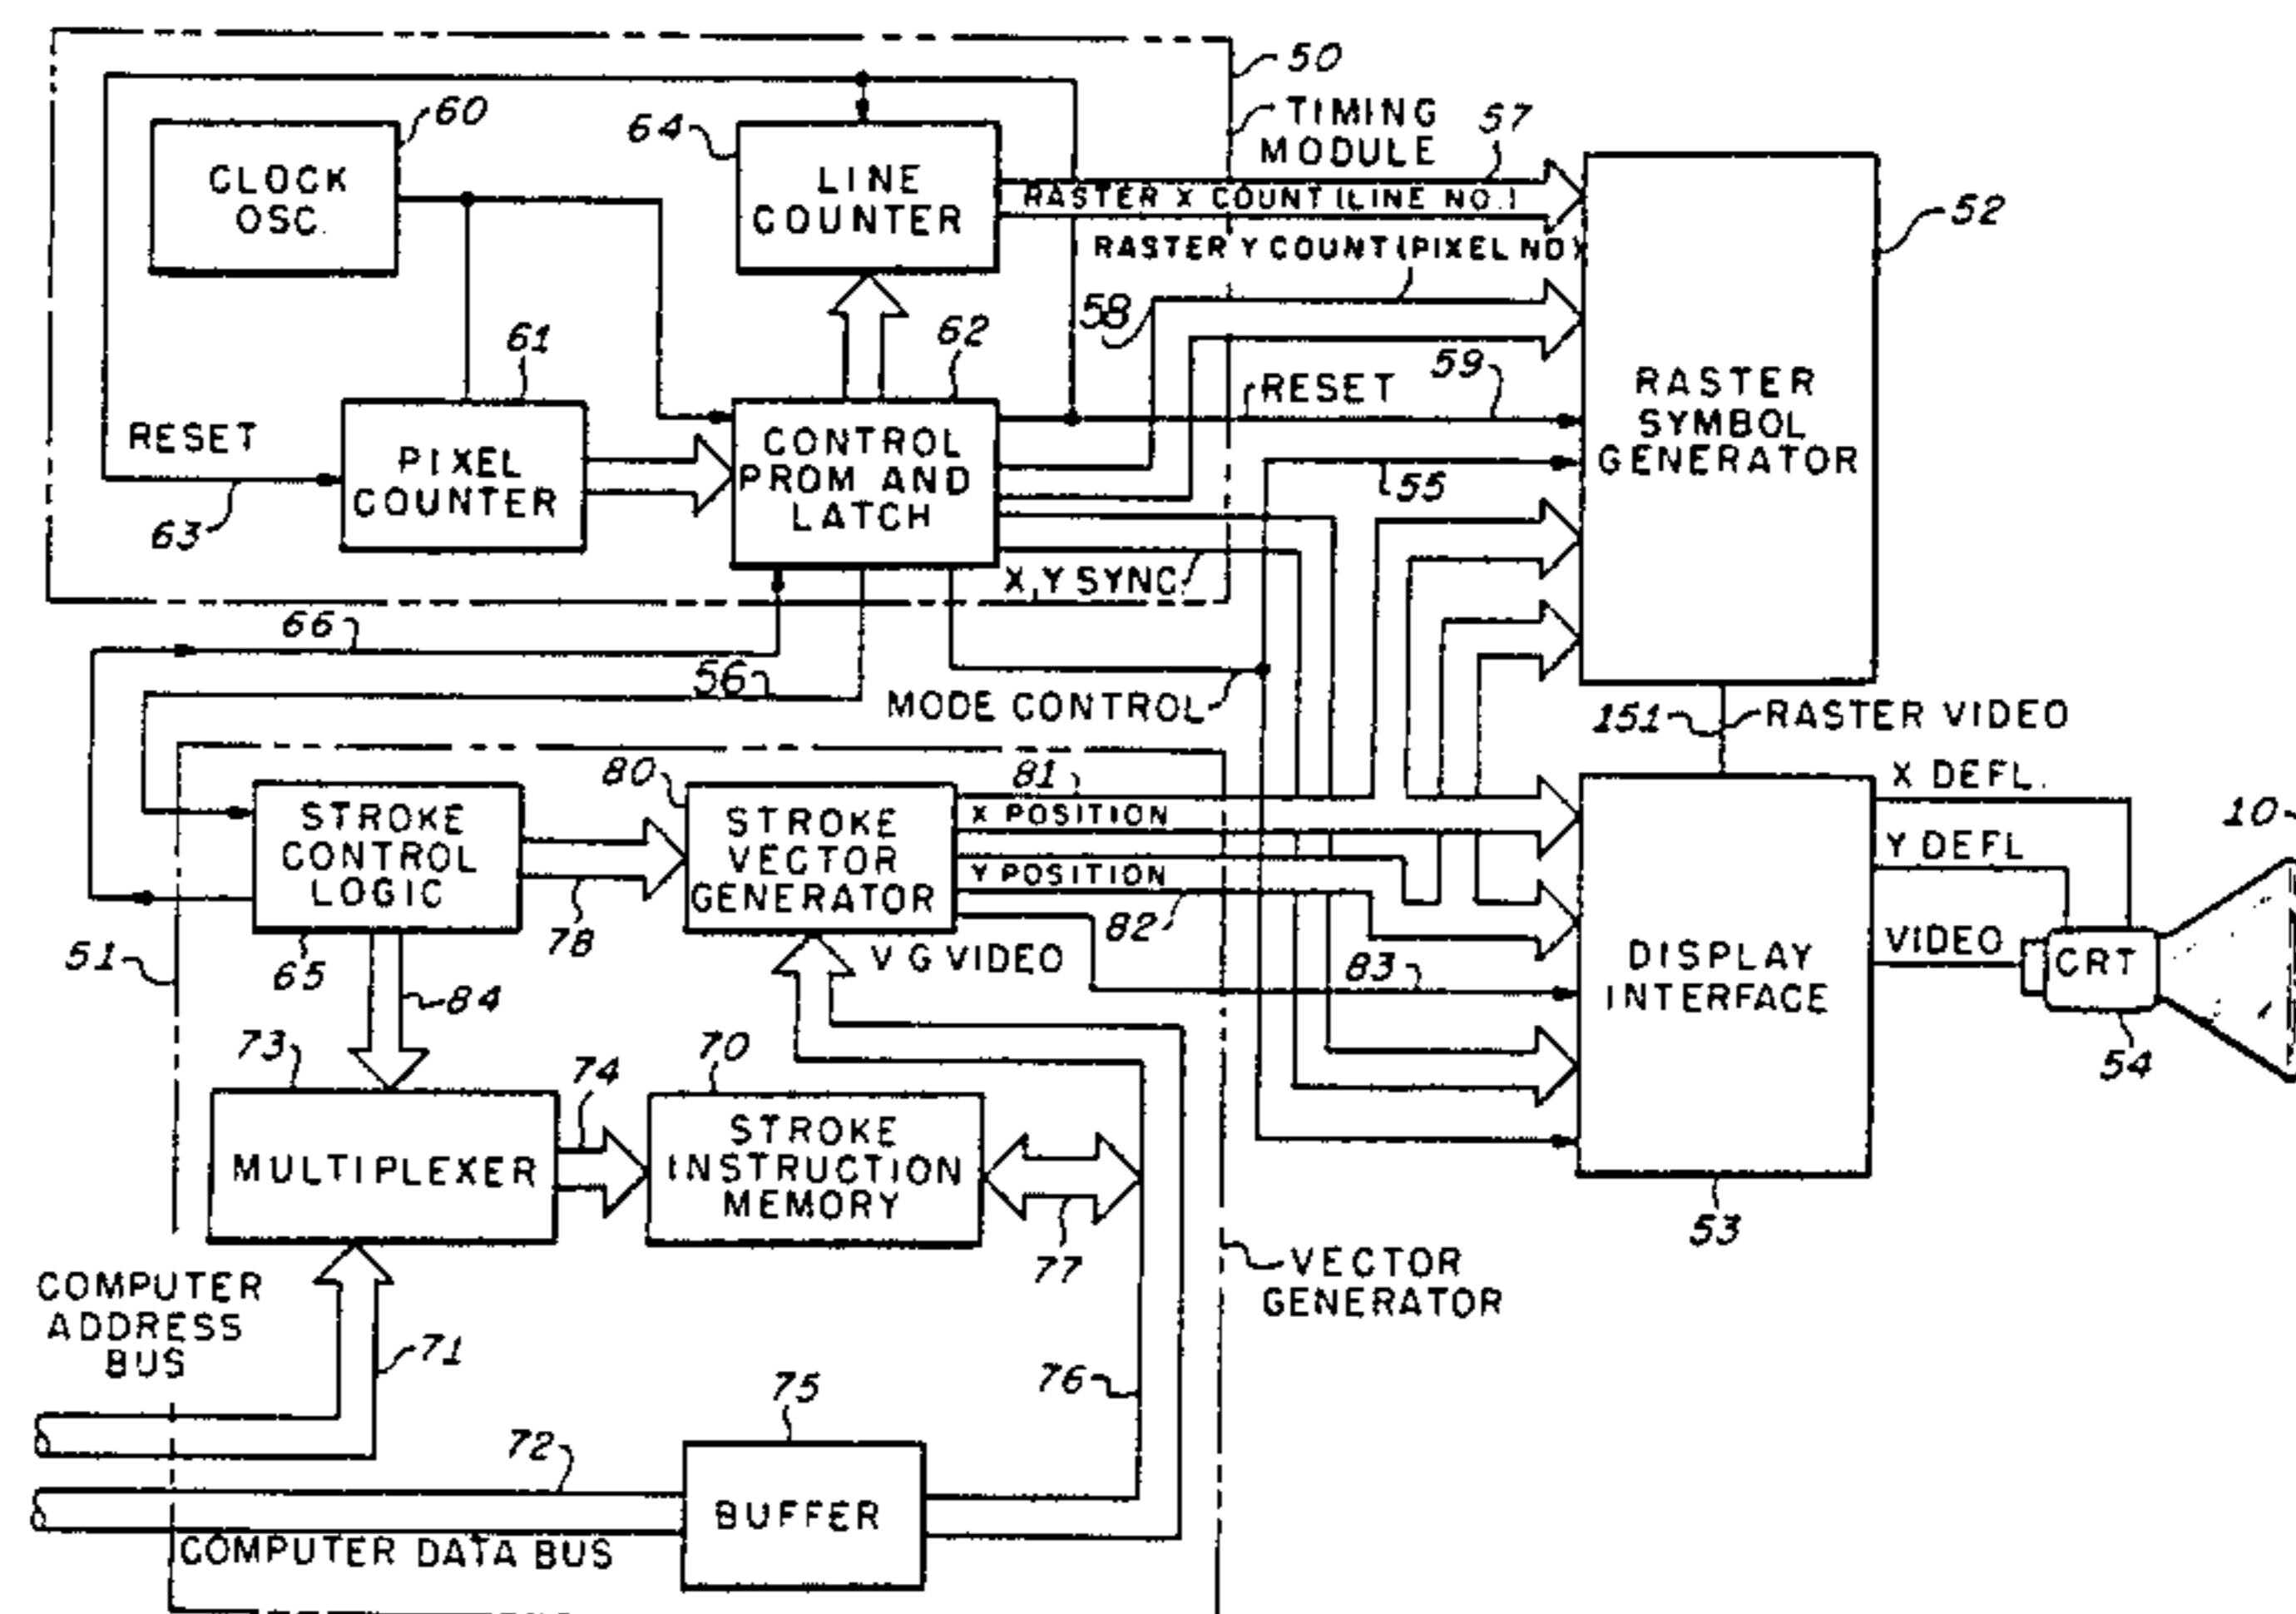 50
TIMING
MODULE
60
CLOCK
OSC.
64
LINE
COUNTER
57
RASTER X COUNT (LINE NO.)
RASTER Y COUNT (PIXEL NO)
58
52
RASTER
SYMBOL
GENERATOR
61
62
RESET
59
RESET
63
PIXEL
COUNTER
CONTROL
PROM AND
LATCH
55
X,Y SYNC
66
56
MODE CONTROL
151
RASTER VIDEO
51
STROKE
CONTROL
LOGIC
65
78
80
STROKE
VECTOR
GENERATOR
81
X POSITION
Y POSITION
82
V G VIDEO
83
DISPLAY
INTERFACE
53
X DEFL.
Y DEFL
VIDEO
CRT
54
10
84
73
MULTIPLEXER
74
70
STROKE
INSTRUCTION
MEMORY
77
VECTOR
GENERATOR
COMPUTER
ADDRESS
BUS
71
76
75
BUFFER
72
COMPUTER DATA BUS